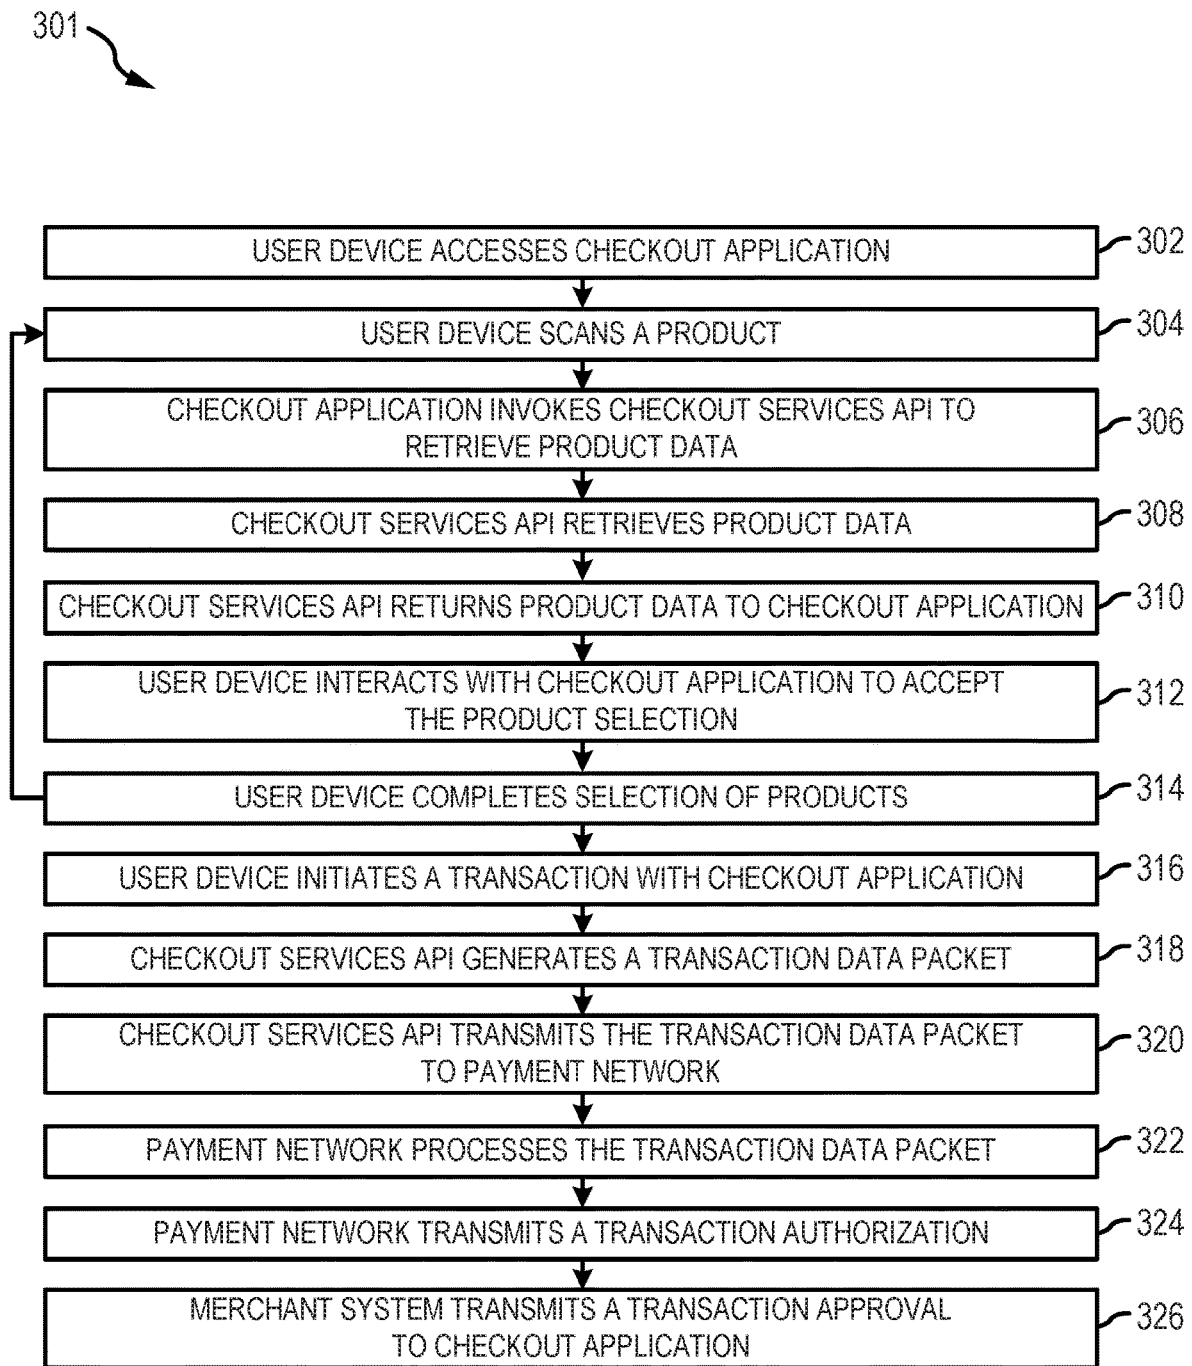 301
USER DEVICE ACCESSES CHECKOUT APPLICATION
302
USER DEVICE SCANS A PRODUCT
304
CHECKOUT APPLICATION INVOKES CHECKOUT SERVICES API TO
RETRIEVE PRODUCT DATA
306
CHECKOUT SERVICES API RETRIEVES PRODUCT DATA
308
CHECKOUT SERVICES API RETURNS PRODUCT DATA TO CHECKOUT APPLICATION
310
USER DEVICE INTERACTS WITH CHECKOUT APPLICATION TO ACCEPT
THE PRODUCT SELECTION
312
USER DEVICE COMPLETES SELECTION OF PRODUCTS
314
USER DEVICE INITIATES A TRANSACTION WITH CHECKOUT APPLICATION
316
CHECKOUT SERVICES API GENERATES A TRANSACTION DATA PACKET
318
CHECKOUT SERVICES API TRANSMITS THE TRANSACTION DATA PACKET
TO PAYMENT NETWORK
320
PAYMENT NETWORK PROCESSES THE TRANSACTION DATA PACKET
322
PAYMENT NETWORK TRANSMITS A TRANSACTION AUTHORIZATION
324
MERCHANT SYSTEM TRANSMITS A TRANSACTION APPROVAL
TO CHECKOUT APPLICATION
326